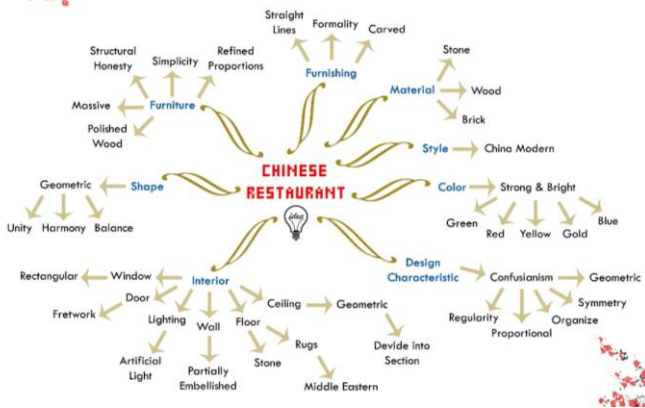 Straight
Lines
Formality
Carved
Furnishing
Structural
Honesty
Simplicity
Refined
Proportions
Massive
Furniture
Polished
Wood
Stone
Material
Wood
Brick
Style
China Modern
CHINESE
RESTAURANT
idea
Geometric
Shape
Unity
Harmony
Balance
Color
Strong & Bright
Green
Red
Yellow
Gold
Blue
Design
Characteristic
Confusianism
Geometric
Symmetry
Organize
Proportional
Regularity
Interior
Rectangular
Window
Door
Fretwork
Lighting
Artificial
Light
Wall
Partially
Embellished
Floor
Stone
Rugs
Middle Eastern
Ceiling
Geometric
Devide into
Section